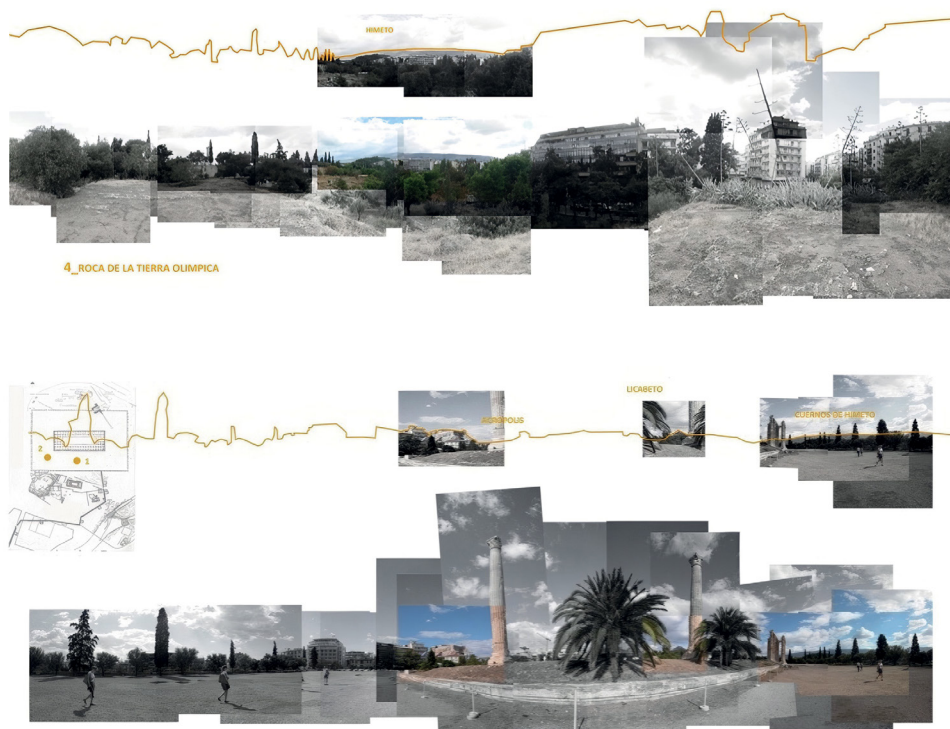 HIMETO
4_ROCA DE LA TIERRA OLIMPICA
LICABETO
ACROPOLIS
CUERNOS DE HIMETO
2
1